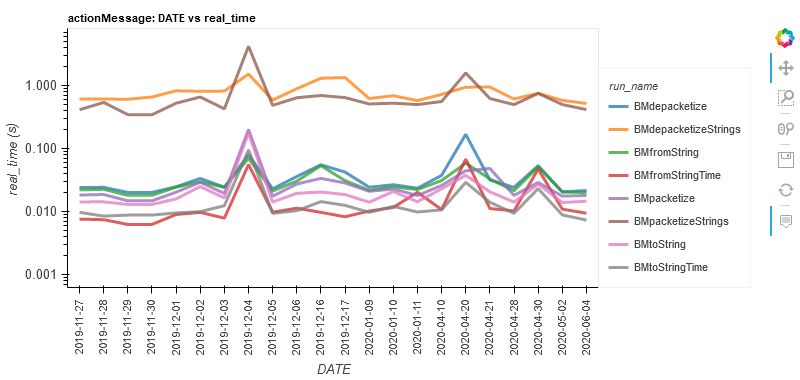 actionMessage: DATE vs real_time
real_time (s)
1.000
0.100
0.010
0.001
2019-11-27
2019-11-28
2019-11-29
2019-11-30
2019-12-01
2019-12-02
2019-12-03
2019-12-04
2019-12-05
2019-12-06
2019-12-16
2019-12-17
2020-01-09
2020-01-10
2020-01-11
2020-04-11
2020-04-20
2020-04-21
2020-04-28
2020-04-30
2020-05-02
2020-06-04
DATE
run_name
BMdepacketize
BMdepacketizeStrings
BMfromString
BMfromStringTime
BMpacketize
BMpacketizeStrings
BMtoString
BMtoStringTime